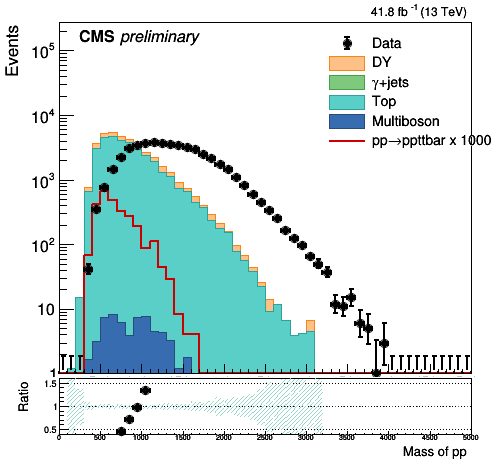 41.8 fb⁻¹ (13 TeV)
CMS preliminary
Events
Data
DY
γ+jets
Top
Multiboson
pp→ppttbar x 1000
10⁵
10⁴
10³
10²
10
1
Ratio
1.5
1
0.5
0 500 1000 1500 2000 2500 3000 3500 4000 4500 5000
Mass of pp